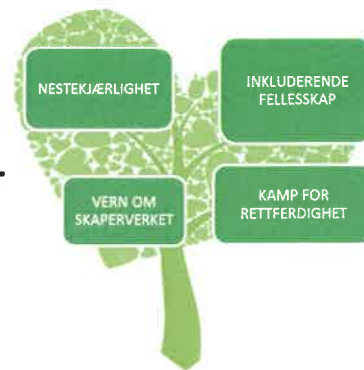 NESTEKJÆRLIGHET
INKLUDERENDE
FELLESSKAP
VERN OM
SKAPERVERKET
KAMP FOR
RETTFERDIGHET